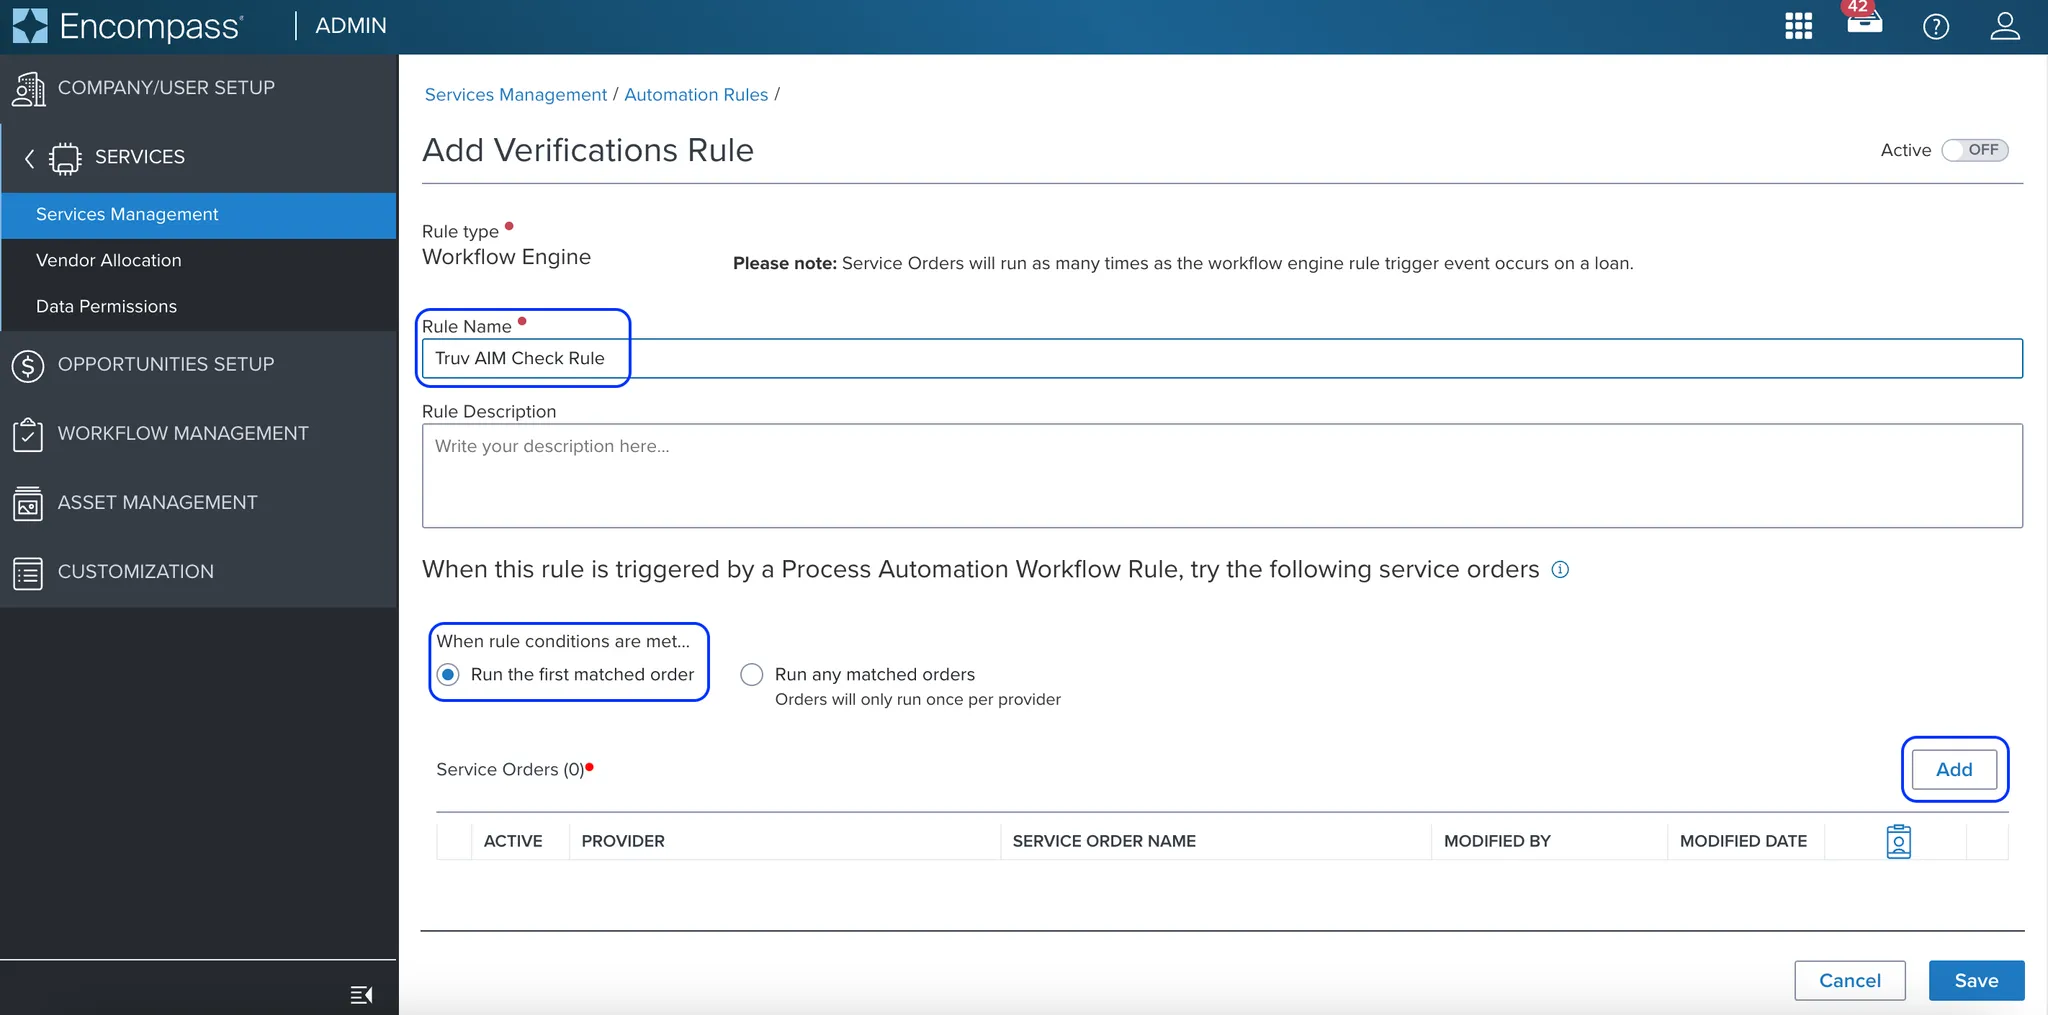 Encompass ADMIN 42
COMPANY/USER SETUP
SERVICES
Services Management
Vendor Allocation
Data Permissions
OPPORTUNITIES SETUP
WORKFLOW MANAGEMENT
ASSET MANAGEMENT
CUSTOMIZATION
Services Management / Automation Rules /
Add Verifications Rule
Active OFF
Rule type
Workflow Engine
Please note: Service Orders will run as many times as the workflow engine rule trigger event occurs on a loan.
Rule Name
Truv AIM Check Rule
Rule Description
Write your description here...
When this rule is triggered by a Process Automation Workflow Rule, try the following service orders
When rule conditions are met...
Run the first matched order
Run any matched orders
Orders will only run once per provider
Service Orders (0)
Add
ACTIVE PROVIDER SERVICE ORDER NAME MODIFIED BY MODIFIED DATE
Cancel Save